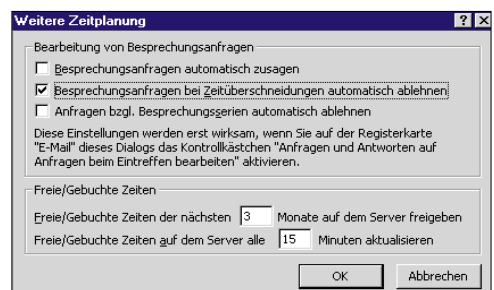 Weitere Zeitplanung
Bearbeitung von Besprechungsanfragen
Besprechungsanfragen automatisch zusagen
Besprechungsanfragen bei Zeitüberschneidungen automatisch ablehnen
Anfragen bzgl. Besprechungsserien automatisch ablehnen
Diese Einstellungen werden erst wirksam, wenn Sie auf der Registerkarte
"E-Mail" dieses Dialogs das Kontrollkästchen "Anfragen und Antworten auf
Anfragen beim Eintreffen bearbeiten" aktivieren.
Freie/Gebuchte Zeiten
Freie/Gebuchte Zeiten der nächsten 3 Monate auf dem Server freigeben
Freie/Gebuchte Zeiten auf dem Server alle 15 Minuten aktualisieren
OK Abbrechen